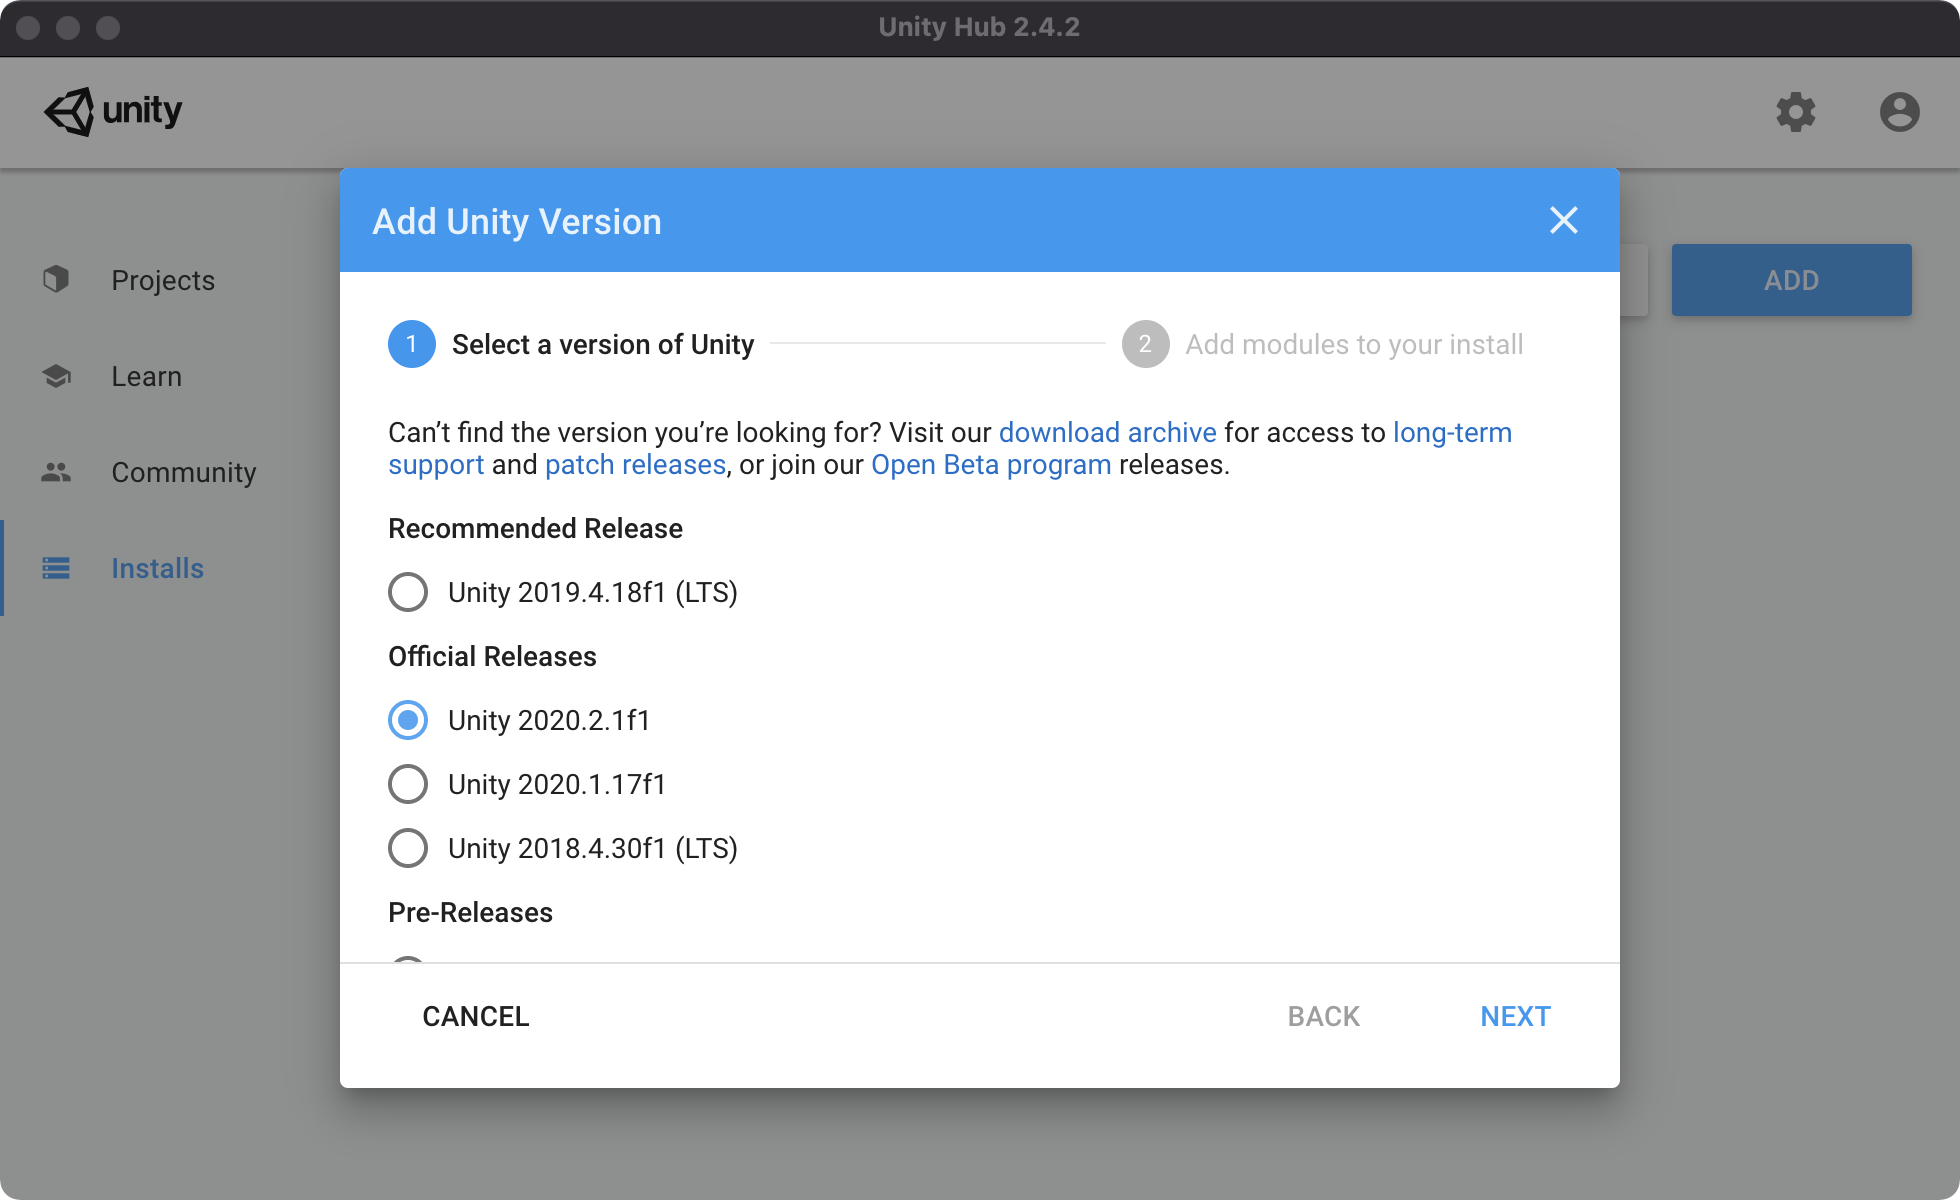 Unity Hub 2.4.2
unity
Projects
Learn
Community
Installs
ADD
Add Unity Version
1 Select a version of Unity
2 Add modules to your install
Can’t find the version you’re looking for? Visit our download archive for access to long-term
support and patch releases, or join our Open Beta program releases.
Recommended Release
Unity 2019.4.18f1 (LTS)
Official Releases
Unity 2020.2.1f1
Unity 2020.1.17f1
Unity 2018.4.30f1 (LTS)
Pre-Releases
CANCEL
BACK
NEXT